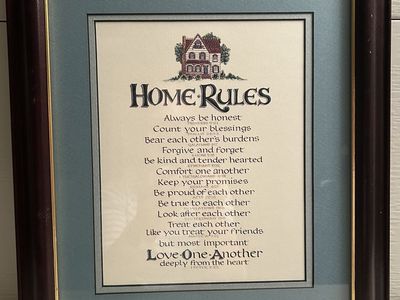 Home·Rules
Always be honest
Count your blessings
Bear each other's burdens
Forgive and forget
Be kind and tender hearted
Comfort one another
Keep your promises
Be proud of each other
Be true to each other
Look after each other
Treat each other
Like you treat your friends
but most important
Love·One·Another
deeply from the heart